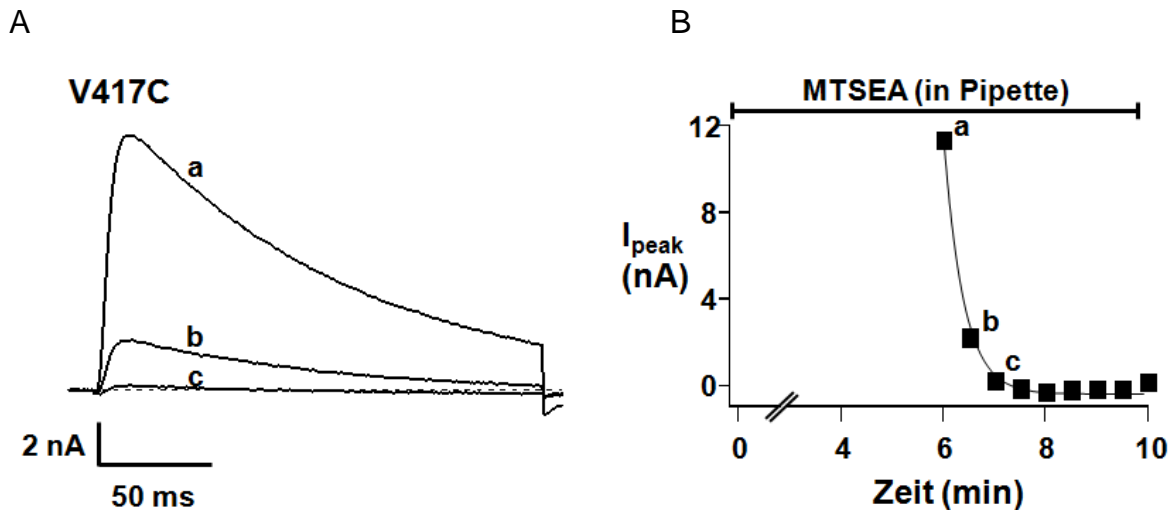 A
B
V417C
a
b
c
2 nA
50 ms
MTSEA (in Pipette)
12
8
4
0
I peak
(nA)
a
b
c
0
4
6
8
10
Zeit (min)